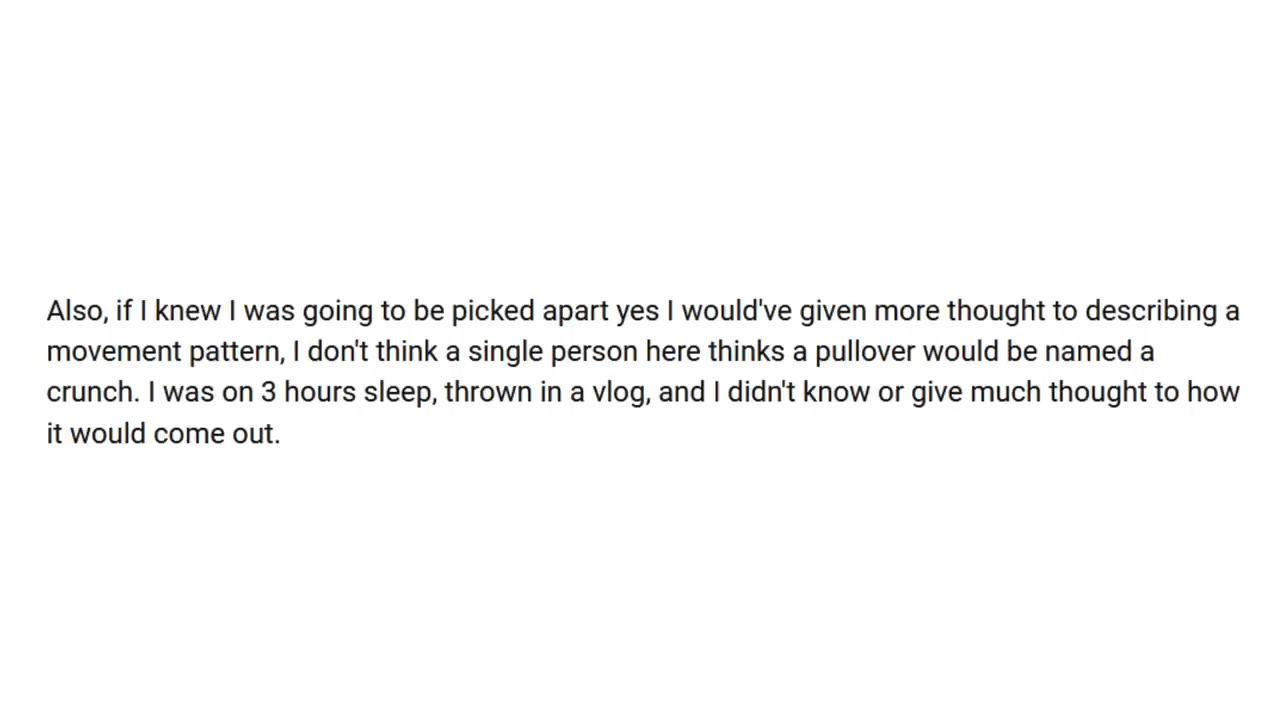 Also, if I knew I was going to be picked apart yes I would've given more thought to describing a
movement pattern, I don't think a single person here thinks a pullover would be named a
crunch. I was on 3 hours sleep, thrown in a vlog, and I didn't know or give much thought to how
it would come out.